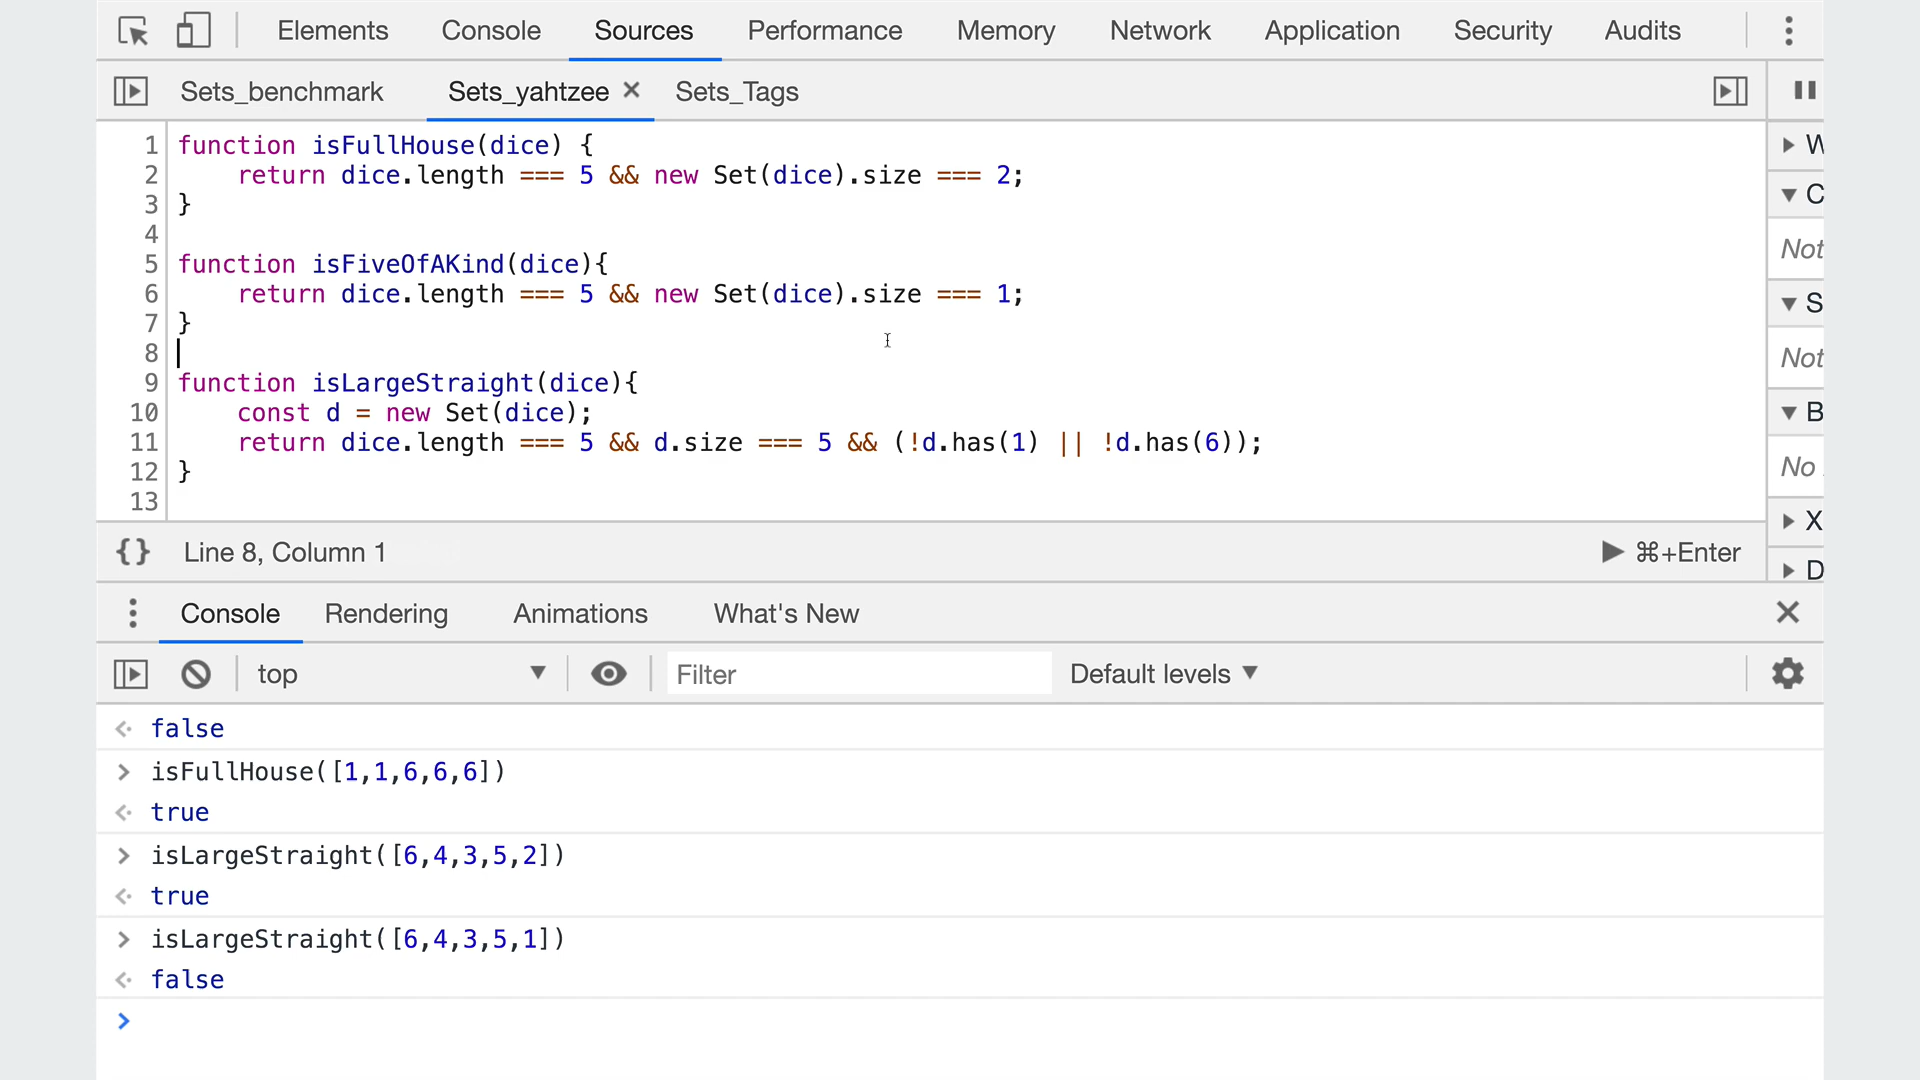 Elements Console Sources Performance Memory Network Application Security Audits
Sets_benchmark Sets_yahtzee × Sets_Tags
1 function isFullHouse(dice) {
2     return dice.length === 5 && new Set(dice).size === 2;
3 }
4
5 function isFiveOfAKind(dice){
6     return dice.length === 5 && new Set(dice).size === 1;
7 }
8
9 function isLargeStraight(dice){
10     const d = new Set(dice);
11     return dice.length === 5 && d.size === 5 && (!d.has(1) || !d.has(6));
12 }
13
W
C
Not
S
Not
B
No
X
D
{} Line 8, Column 1 ⌘+Enter
Console Rendering Animations What's New
top Filter Default levels
false
> isFullHouse([1,1,6,6,6])
true
> isLargeStraight([6,4,3,5,2])
true
> isLargeStraight([6,4,3,5,1])
false
>